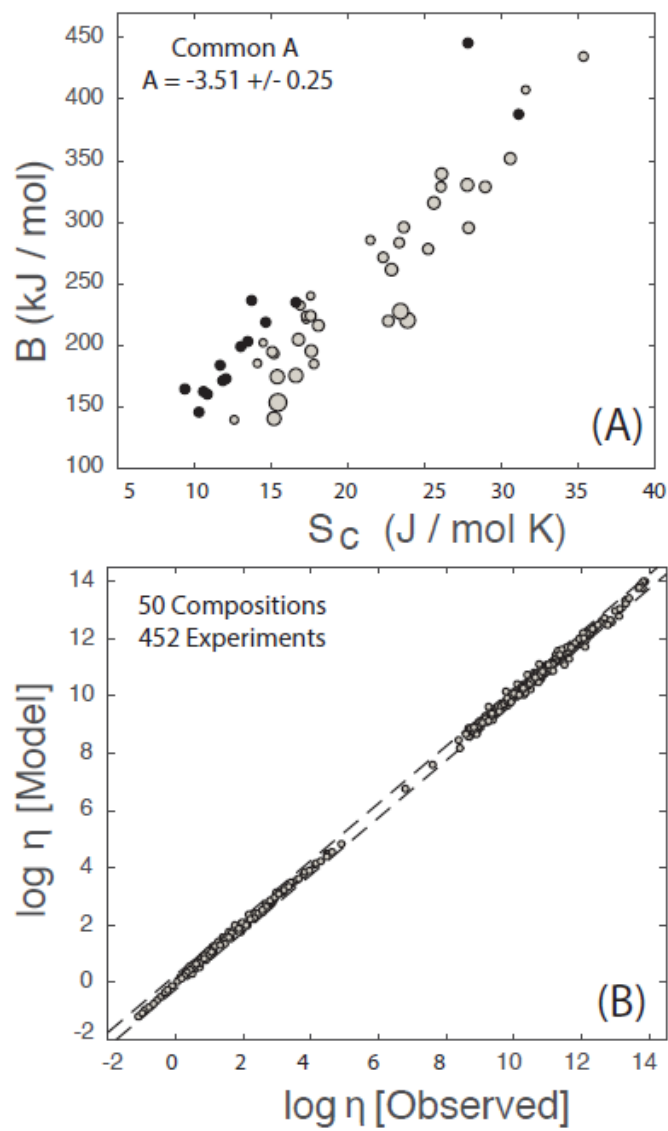 Common A
A = -3.51 +/- 0.25
450
400
350
300
250
200
150
100
B (kJ / mol)
(A)
5 10 15 20 25 30 35 40
S_C (J / mol K)
14
12
10
8
6
4
2
0
-2
50 Compositions
452 Experiments
log η [Model]
(B)
-2 0 2 4 6 8 10 12 14
log η [Observed]